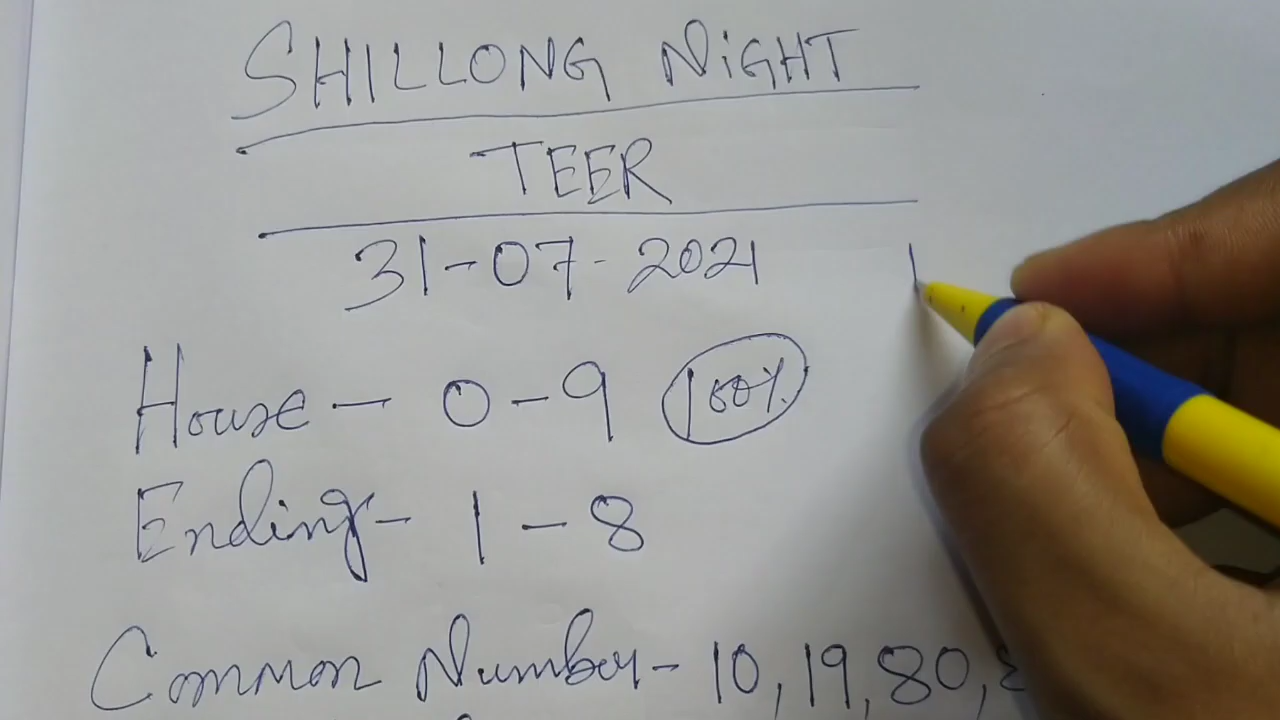 SHILLONG NiGHT
TEER
31-07-2021
House - 0-9 100%
Ending - 1-8
Common Number - 10, 19, 80,